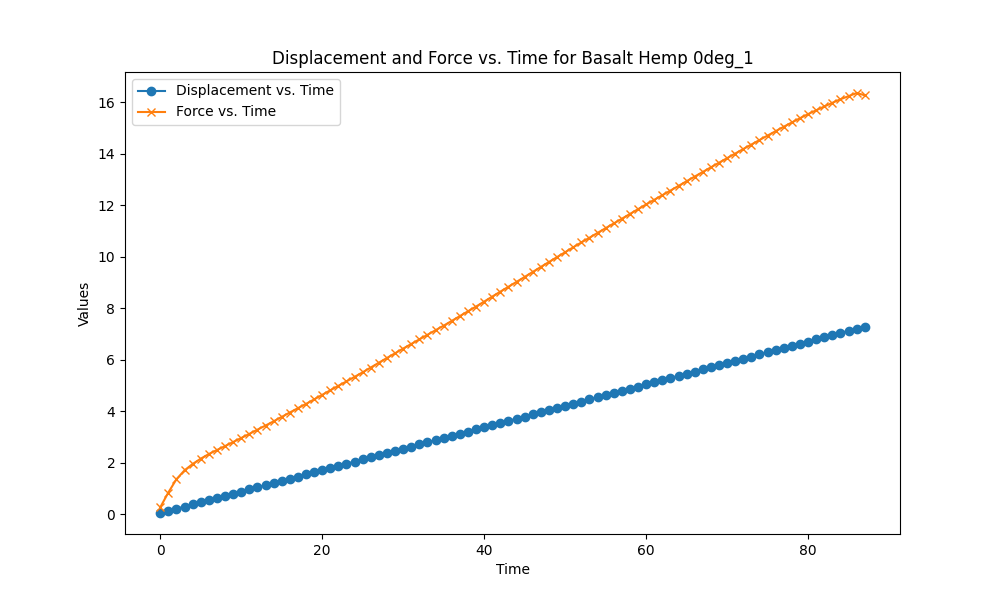 Displacement and Force vs. Time for Basalt Hemp 0deg_1
Displacement vs. Time
Force vs. Time
16
14
12
10
8
6
4
2
0
Values
0 20 40 60 80
Time